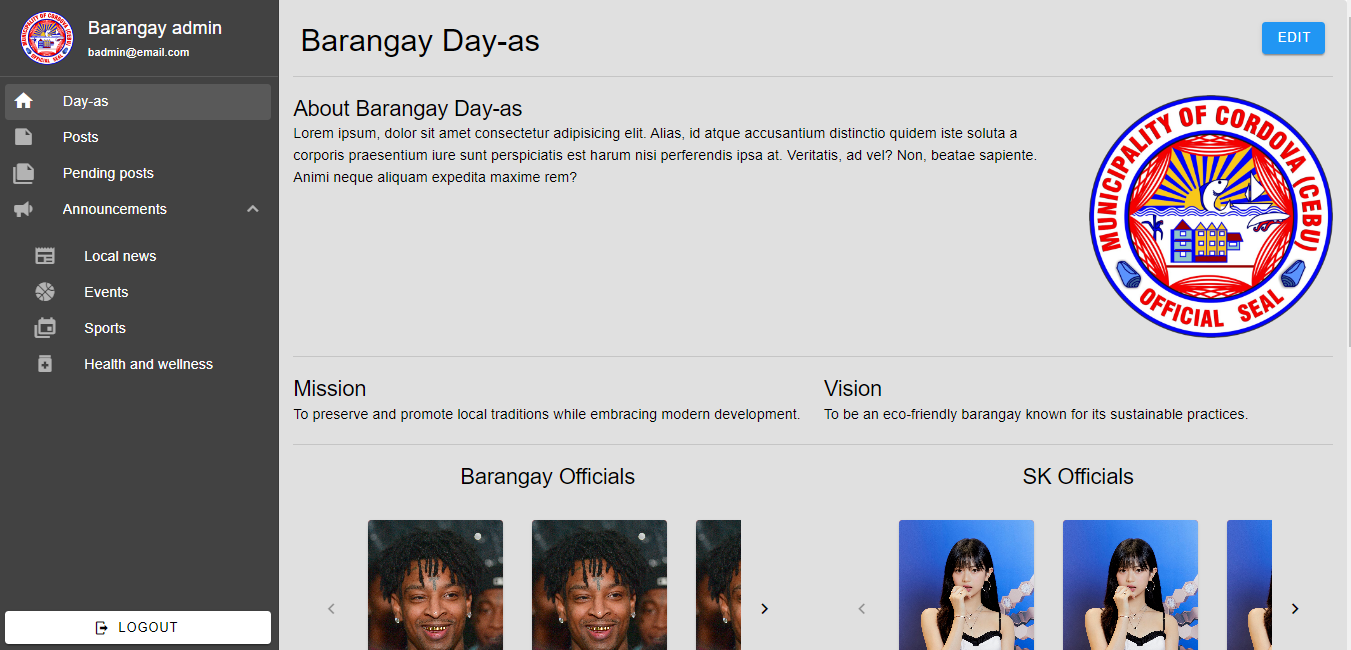 Barangay admin
badmin@email.com
Day-as
Posts
Pending posts
Announcements
Local news
Events
Sports
Health and wellness
LOGOUT
Barangay Day-as
EDIT
About Barangay Day-as
Lorem ipsum, dolor sit amet consectetur adipisicing elit. Alias, id atque accusantium distinctio quidem iste soluta a
corporis praesentium iure sunt perspiciatis est harum nisi perferendis ipsa at. Veritatis, ad vel? Non, beatae sapiente.
Animi neque aliquam expedita maxime rem?
MUNICIPALITY OF CORDOVA (CEBU)
OFFICIAL SEAL
Mission
To preserve and promote local traditions while embracing modern development.
Vision
To be an eco-friendly barangay known for its sustainable practices.
Barangay Officials
SK Officials